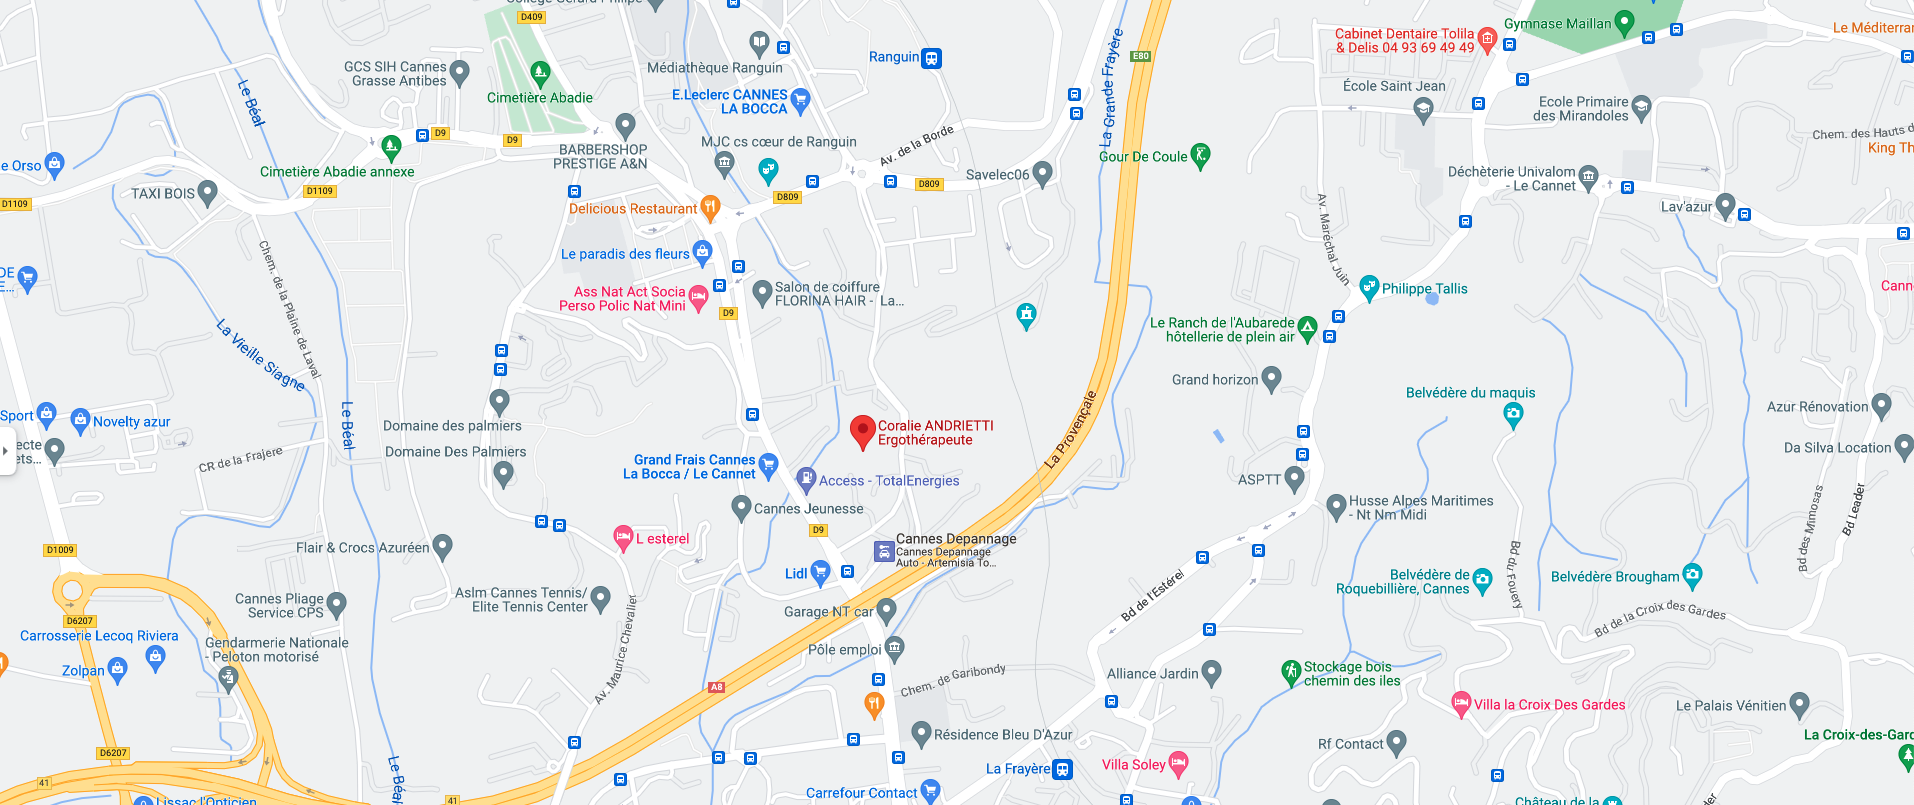 D409
Gymnase Maillan
Le Méditerran
Cabinet Dentaire Tolila
& Delis 04 93 69 49 49
Ranguin
E80
Médiathèque Ranguin
GCS SIH Cannes
Grasse Antibes
Cimetière Abadie
E.Leclerc CANNES
LA BOCCA
La Grande Frayère
École Saint Jean
Ecole Primaire
des Mirandoles
Le Béal
D9
D9
Av. de la Borde
Chem. des Hauts d
King Th
BARBERSHOP
PRESTIGE A&N
MJC cs cœur de Ranguin
Gour De Coule
e Orso
Cimetière Abadie annexe
Savelec06
Déchèterie Univalom
- Le Cannet
TAXI BOIS
D1109
D1109
D809
D809
Delicious Restaurant
Av. Maréchal Juin
Lav'azur
Le paradis des fleurs
Chem. de la Plaine de Laval
DE
E...
Ass Nat Act Socia
Perso Polic Nat Mini
Salon de coiffure
FLORINA HAIR - La...
Philippe Tallis
Cann
D9
Le Ranch de l'Aubarede
hôtellerie de plein air
La Vieille Siagne
Grand horizon
Belvédère du maquis
Azur Rénovation
Sport
Novelty azur
Le Béal
Domaine des palmiers
Coralie ANDRIETTI
Ergothérapeute
La Provençale
ecte
ets...
CR de la Frajere
Domaine Des Palmiers
Da Silva Location
Grand Frais Cannes
La Bocca / Le Cannet
Access - TotalEnergies
ASPTT
Cannes Jeunesse
Husse Alpes Maritimes
- Nt Nm Midi
Bd des Mimosas
Bd Leader
D9
L esterel
Cannes Depannage
Cannes Depannage
Auto - Artemisia To...
D1009
Flair & Crocs Azuréen
Lidl
Bd de l'Estérel
Bd du Fouery
Belvédère de
Roquebillière, Cannes
Belvédère Brougham
Cannes Pliage
Service CPS
Aslm Cannes Tennis/
Elite Tennis Center
Garage NT car
Bd de la Croix des Gardes
D6207
Carrosserie Lecoq Riviera
Gendarmerie Nationale
- Peloton motorisé
Av. Maurice Chevalier
Pôle emploi
Zolpan
A8
Chem. de Garibondy
Alliance Jardin
Stockage bois
chemin des iles
Villa la Croix Des Gardes
Le Palais Vénitien
Résidence Bleu D'Azur
Rf Contact
La Croix-des-Gard
D6207
Le Béal
La Frayère
Villa Soley
41
41
Lissac l'Opticien
Carrefour Contact
Château de la